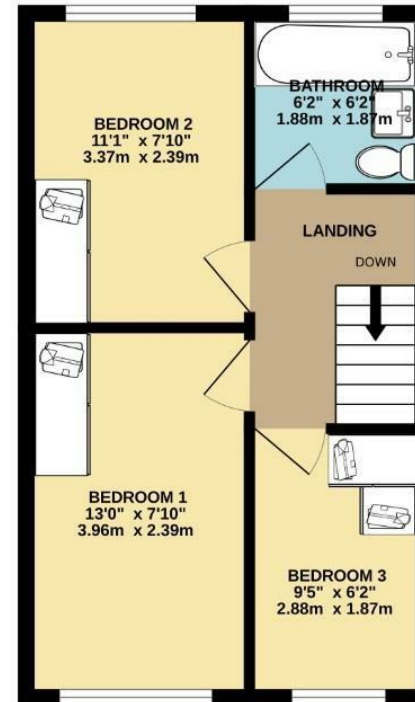 BATHROOM
6'2" x 6'2"
1.88m x 1.87m
BEDROOM 2
11'1" x 7'10"
3.37m x 2.39m
LANDING
DOWN
BEDROOM 1
13'0" x 7'10"
3.96m x 2.39m
BEDROOM 3
9'5" x 6'2"
2.88m x 1.87m